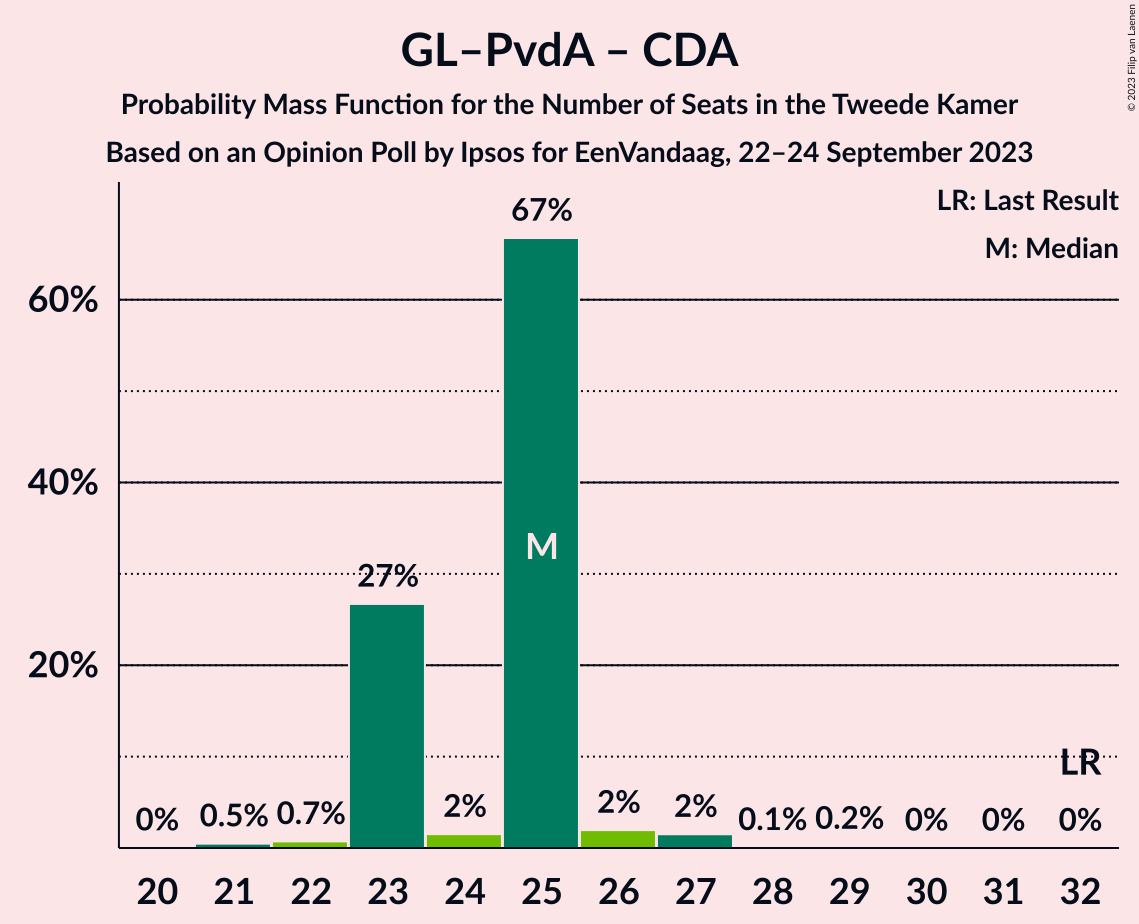 GL–PvdA – CDA
Probability Mass Function for the Number of Seats in the Tweede Kamer
Based on an Opinion Poll by Ipsos for EenVandaag, 22–24 September 2023
© 2023 Filip van Laenen
LR: Last Result
M: Median
67%
60%
40%
M
27%
20%
LR
0% 0.5% 0.7% 2% 2% 2% 0.1% 0.2% 0% 0% 0%
20 21 22 23 24 25 26 27 28 29 30 31 32